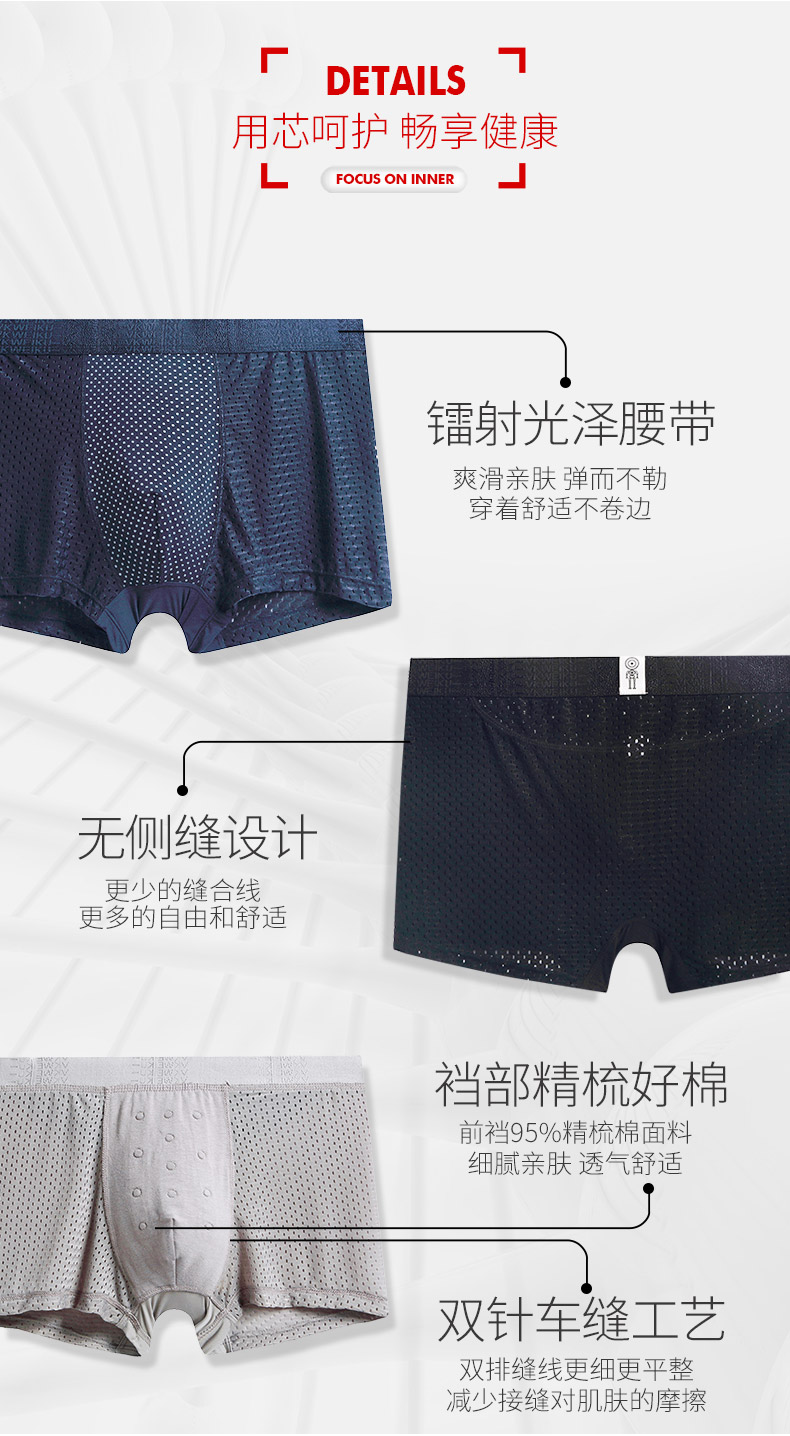 DETAILS
用芯呵护 畅享健康
FOCUS ON INNER
镭射光泽腰带
爽滑亲肤 弹而不勒
穿着舒适不卷边
无侧缝设计
更少的缝合线
更多的自由和舒适
裆部精梳好棉
前裆95%精梳棉面料
细腻亲肤 透气舒适
双针车缝工艺
双排缝线更细更平整
减少接缝对肌肤的摩擦